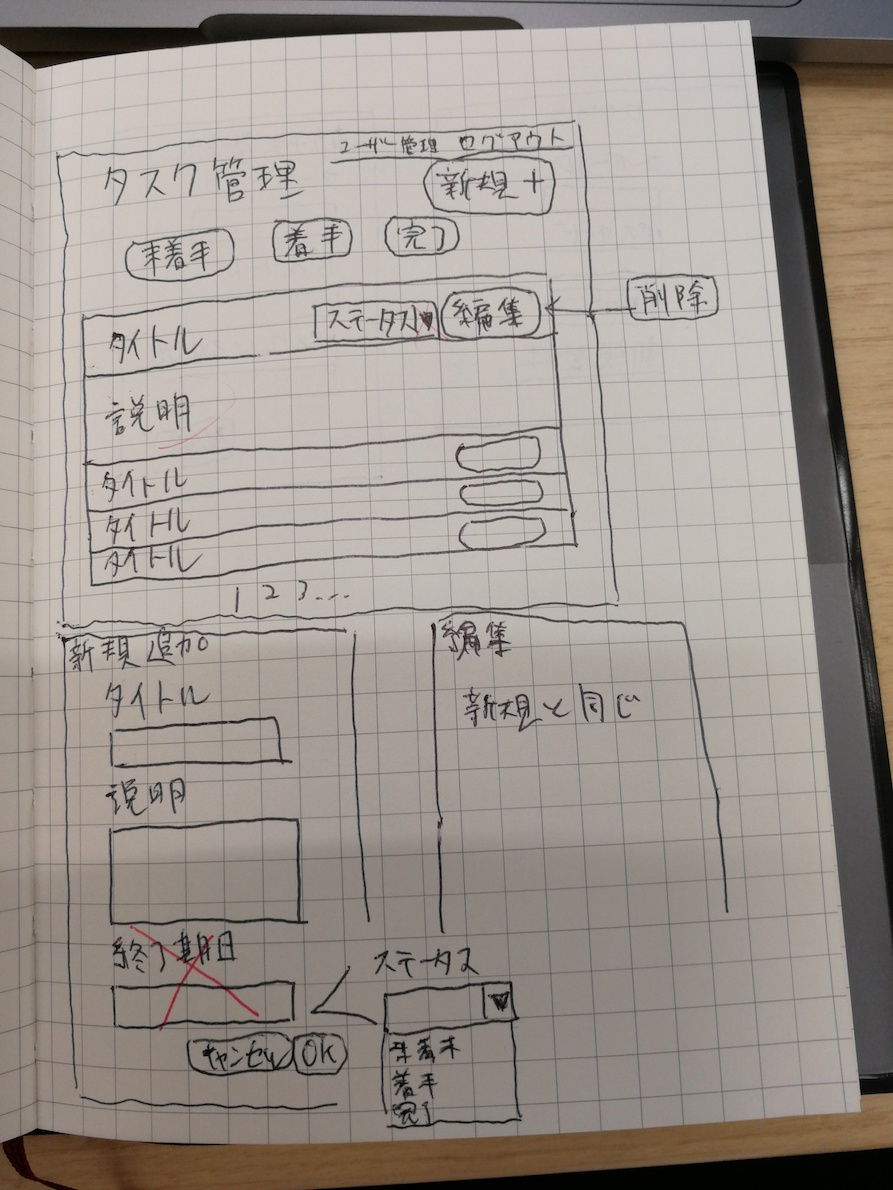 ユーザー管理 ログアウト
タスク管理 新規+
未着手 着手 完了
タイトル ステータス▼ 編集 削除
説明
タイトル
タイトル
タイトル
1 2 3...
新規追加
タイトル
説明
終了期日
キャンセル OK
編集
新規と同じ
ステータス
▼
未着手
着手
完了